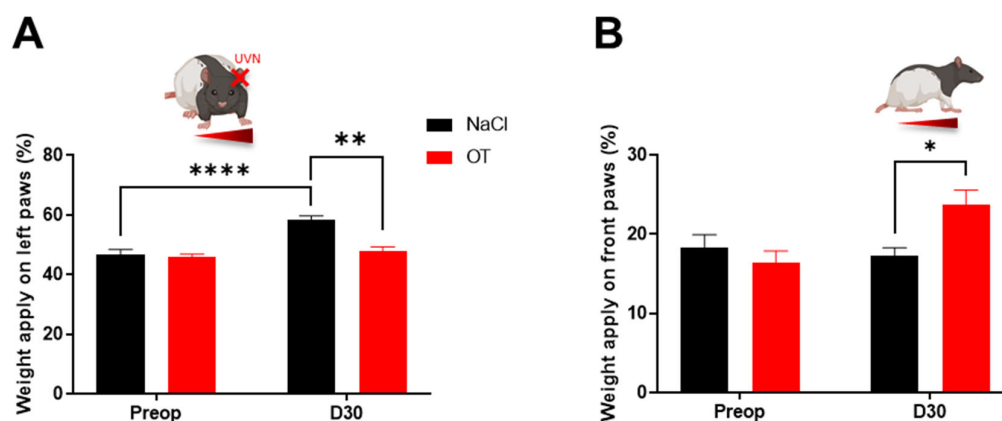 A
UVN
NaCl
OT
Weight apply on left paws (%)
80
60
40
20
0
****
**
Preop
D30
B
Weight apply on front paws (%)
30
20
10
0
*
Preop
D30